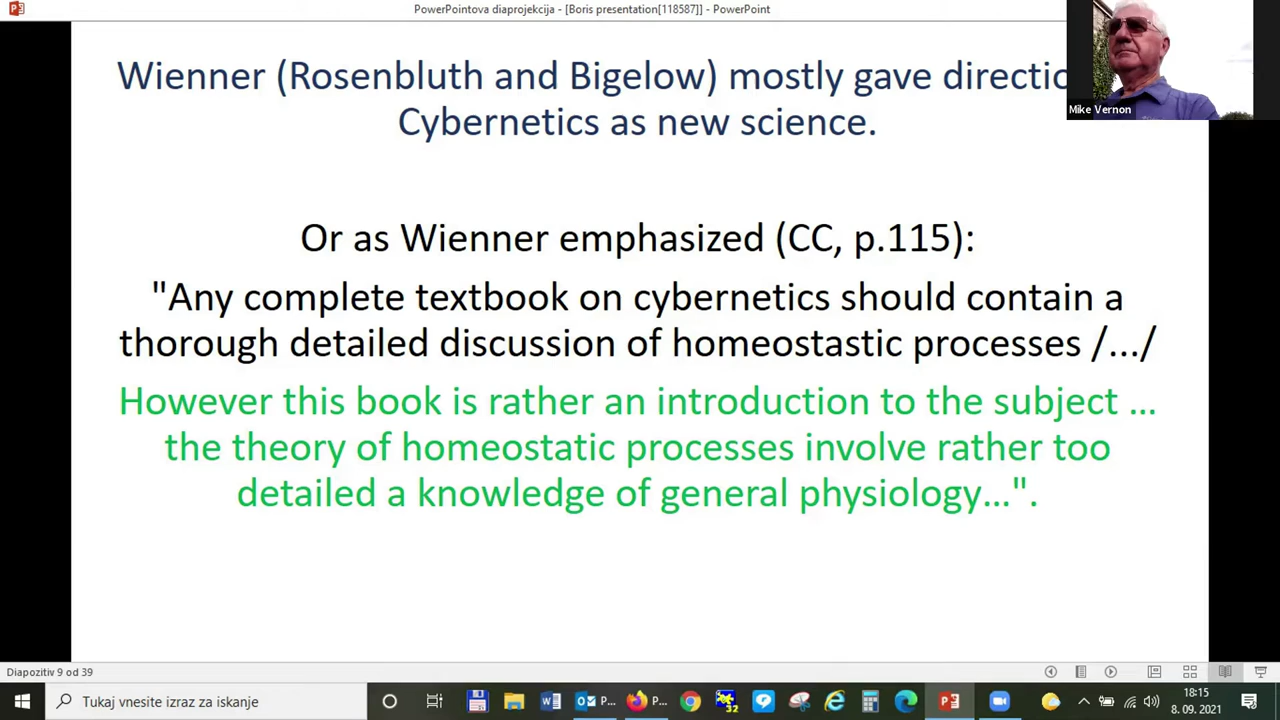 PowerPointova diaprojekcija - [Boris presentation[118587]] - PowerPoint
Wienner (Rosenbluth and Bigelow) mostly gave directio
Cybernetics as new science.
Mike Vernon
Or as Wienner emphasized (CC, p.115):
"Any complete textbook on cybernetics should contain a
thorough detailed discussion of homeostastic processes /.../
However this book is rather an introduction to the subject ...
the theory of homeostatic processes involve rather too
detailed a knowledge of general physiology...".
Diapozitiv 9 od 39
Tukaj vnesite izraz za iskanje
P...
P...
32
18:15
8. 09. 2021